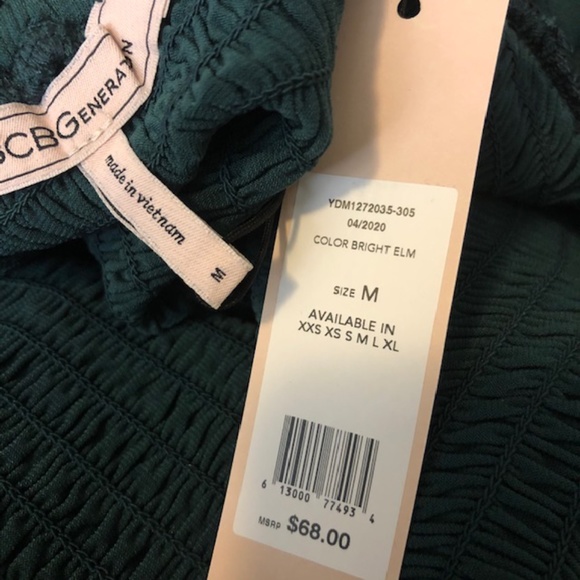 SCBGENERATION
made in vietnam
M
YDM1272035-305
04/2020
COLOR BRIGHT ELM
SIZE M
AVAILABLE IN
XXS XS S M L XL
6 13000 77493 4
MSRP $68.00